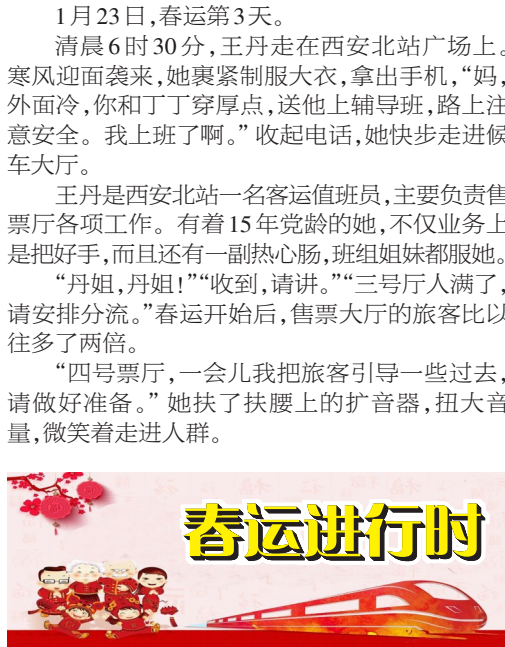 1月23日,春运第3天。
清晨6时30分,王丹走在西安北站广场上。
寒风迎面袭来,她裹紧制服大衣,拿出手机,“妈,
外面冷,你和丁丁穿厚点,送他上辅导班,路上注
意安全。我上班了啊。”收起电话,她快步走进候
车大厅。
王丹是西安北站一名客运值班员,主要负责售
票厅各项工作。有着15年党龄的她,不仅业务上
是把好手,而且还有一副热心肠,班组姐妹都服她。
“丹姐,丹姐!”“收到,请讲。”“三号厅人满了,
请安排分流。”春运开始后,售票大厅的旅客比以
往多了两倍。
“四号票厅,一会儿我把旅客引导一些过去,
请做好准备。”她扶了扶腰上的扩音器,扭大音
量,微笑着走进人群。
春运进行时